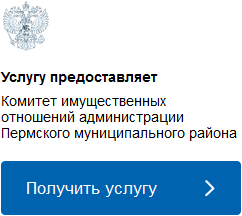 Услугу предоставляет
Комитет имущественных
отношений администрации
Пермского муниципального района
Получить услугу